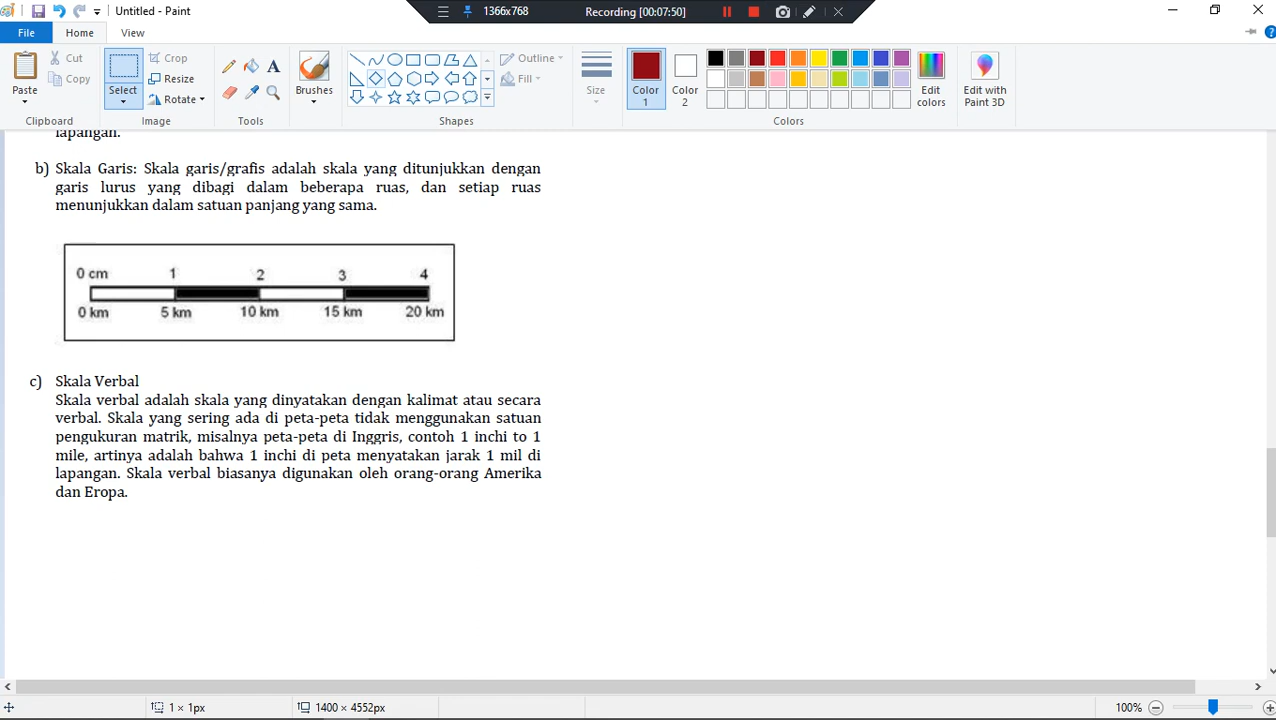 Untitled - Paint
1366x768
Recording [00:07:50]
File
Home
View
Paste
Cut
Copy
Clipboard
Select
Crop
Resize
Rotate
Image
Tools
Brushes
Shapes
Outline
Fill
Size
Color 1
Color 2
Edit colors
Colors
Edit with Paint 3D
lapangan.
b) Skala Garis: Skala garis/grafis adalah skala yang ditunjukkan dengan
garis lurus yang dibagi dalam beberapa ruas, dan setiap ruas
menunjukkan dalam satuan panjang yang sama.
0 cm 1 2 3 4
0 km 5 km 10 km 15 km 20 km
c) Skala Verbal
Skala verbal adalah skala yang dinyatakan dengan kalimat atau secara
verbal. Skala yang sering ada di peta-peta tidak menggunakan satuan
pengukuran matrik, misalnya peta-peta di Inggris, contoh 1 inchi to 1
mile, artinya adalah bahwa 1 inchi di peta menyatakan jarak 1 mil di
lapangan. Skala verbal biasanya digunakan oleh orang-orang Amerika
dan Eropa.
1 × 1px
1400 × 4552px
100%